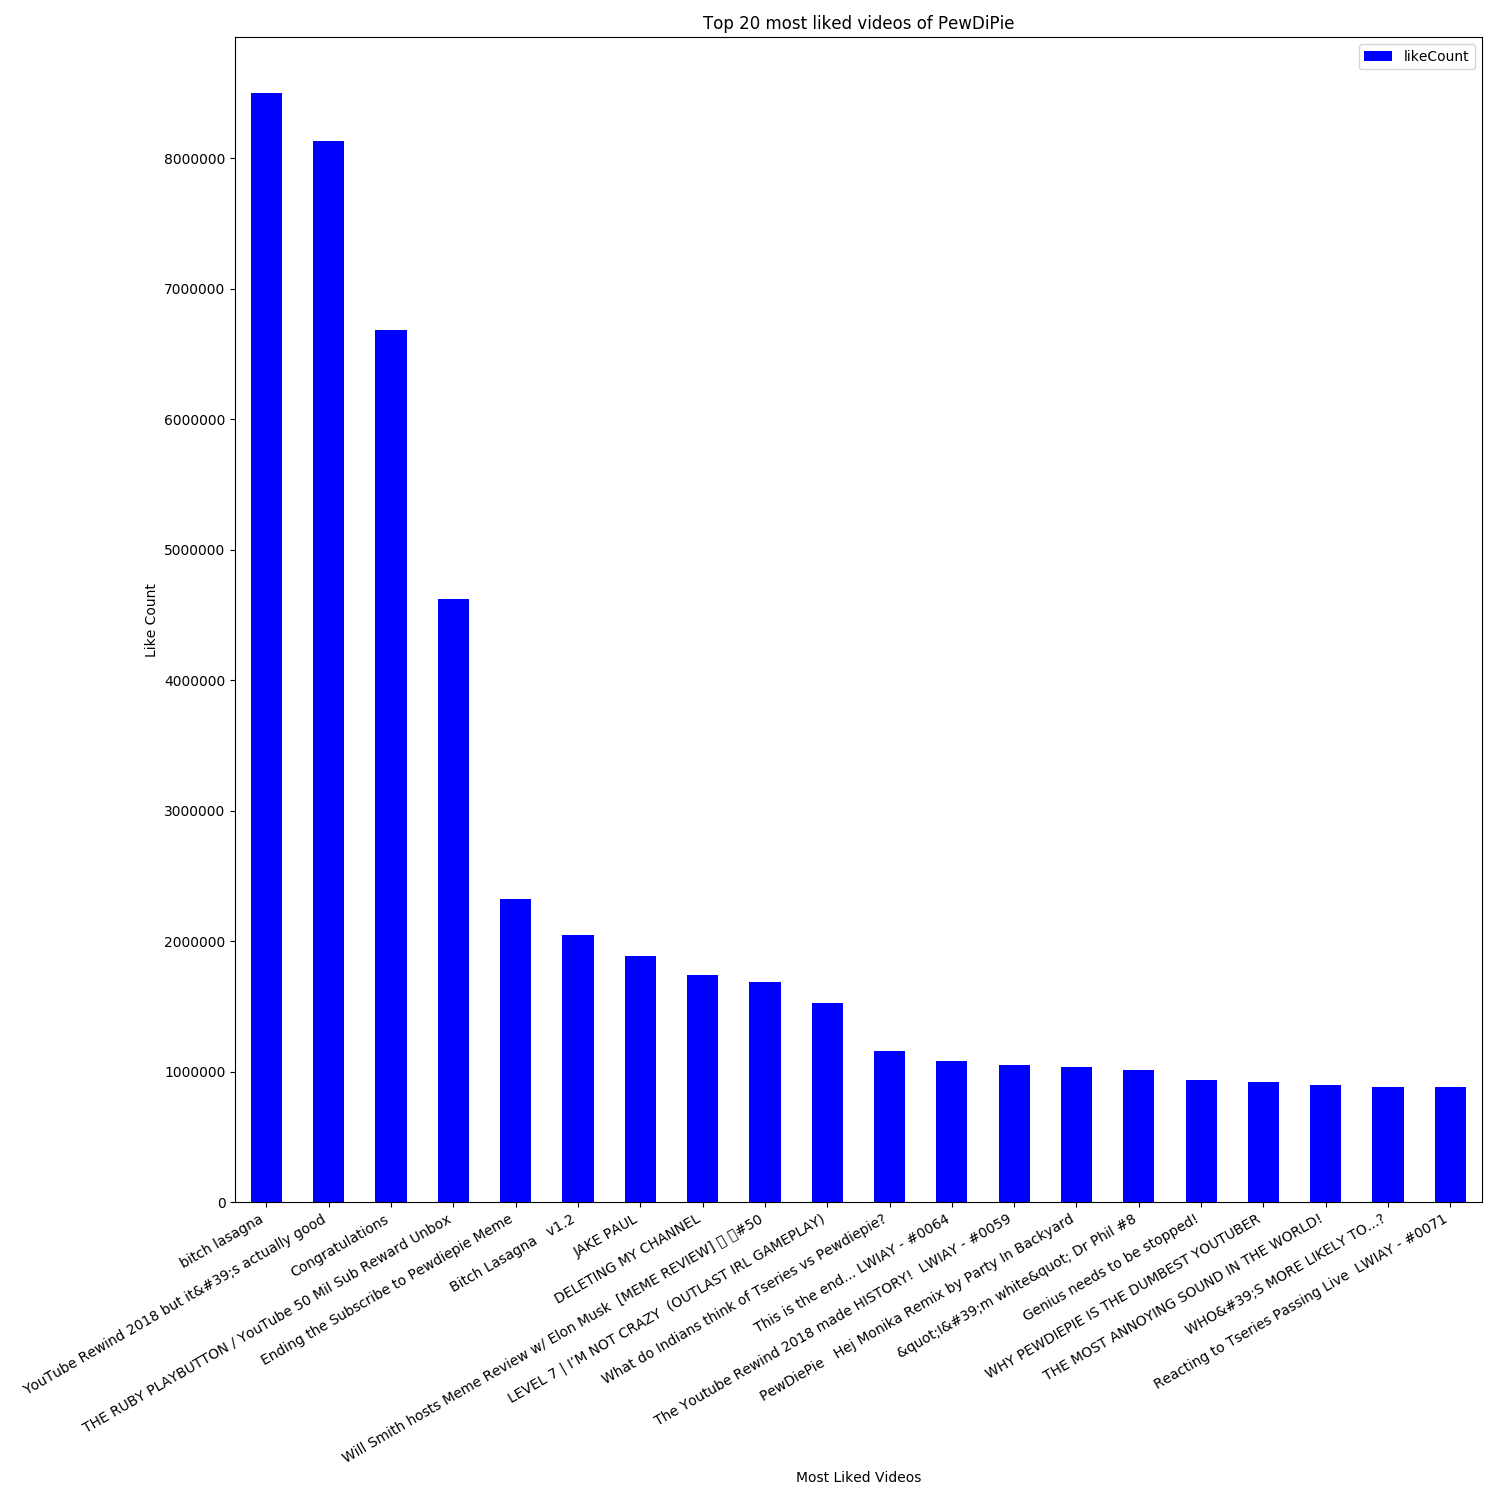 Top 20 most liked videos of PewDiPie
likeCount
8000000
7000000
6000000
5000000
4000000
3000000
2000000
1000000
0
Like Count
bitch lasagna
YouTube Rewind 2018 but it&#39;s actually good
Congratulations
THE RUBY PLAYBUTTON / YouTube 50 Mil Sub Reward Unbox
Ending the Subscribe to Pewdiepie Meme
Bitch Lasagna v1.2
JAKE PAUL
DELETING MY CHANNEL
Will Smith hosts Meme Review w/ Elon Musk [MEME REVIEW] ▯ ▯#50
LEVEL 7 | I’M NOT CRAZY (OUTLAST IRL GAMEPLAY)
What do Indians think of Tseries vs Pewdiepie?
This is the end... LWIAY - #0064
The Youtube Rewind 2018 made HISTORY! LWIAY - #0059
PewDiePie Hej Monika Remix by Party In Backyard
&quot;I&#39;m white&quot; Dr Phil #8
Genius needs to be stopped!
WHY PEWDIEPIE IS THE DUMBEST YOUTUBER
THE MOST ANNOYING SOUND IN THE WORLD!
WHO&#39;S MORE LIKELY TO...?
Reacting to Tseries Passing Live LWIAY - #0071
Most Liked Videos